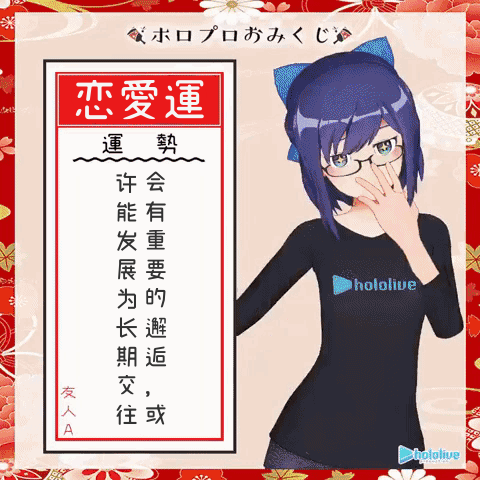 ホロプロおみくじ
恋愛運
運勢
会有重要的邂逅，或
许能发展为长期交往
友人A
hololive
hololive